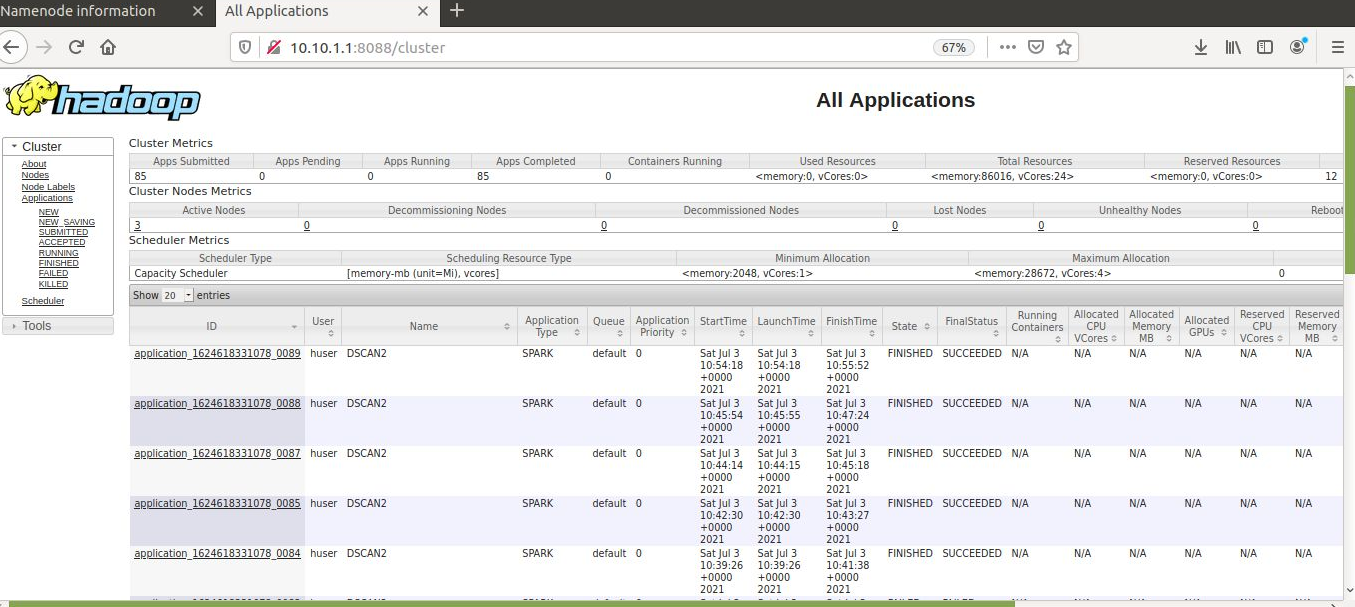 Namenode information
All Applications
10.10.1.1:8088/cluster
67%
hadoop
All Applications
Cluster
About
Nodes
Node Labels
Applications
NEW
NEW_SAVING
SUBMITTED
ACCEPTED
RUNNING
FINISHED
FAILED
KILLED
Scheduler
Tools
Cluster Metrics
Apps Submitted Apps Pending Apps Running Apps Completed Containers Running Used Resources Total Resources Reserved Resources
85 0 0 85 0 <memory:0, vCores:0> <memory:86016, vCores:24> <memory:0, vCores:0> 12
Cluster Nodes Metrics
Active Nodes Decommissioning Nodes Decommissioned Nodes Lost Nodes Unhealthy Nodes Reboot
3 0 0 0 0 0
Scheduler Metrics
Scheduler Type Scheduling Resource Type Minimum Allocation Maximum Allocation
Capacity Scheduler [memory-mb (unit=Mi), vcores] <memory:2048, vCores:1> <memory:28672, vCores:4> 0
Show 20 entries
ID User Name Application Type Queue Application Priority StartTime LaunchTime FinishTime State FinalStatus Running Containers Allocated CPU VCores Allocated Memory MB Allocated GPUs Reserved CPU VCores Reserved Memory MB
application_1624618331078_0089 huser DSCAN2 SPARK default 0 Sat Jul 3 10:54:18 +0000 2021 Sat Jul 3 10:54:18 +0000 2021 Sat Jul 3 10:55:52 +0000 2021 FINISHED SUCCEEDED N/A N/A N/A N/A N/A N/A
application_1624618331078_0088 huser DSCAN2 SPARK default 0 Sat Jul 3 10:45:54 +0000 2021 Sat Jul 3 10:45:55 +0000 2021 Sat Jul 3 10:47:24 +0000 2021 FINISHED SUCCEEDED N/A N/A N/A N/A N/A N/A
application_1624618331078_0087 huser DSCAN2 SPARK default 0 Sat Jul 3 10:44:14 +0000 2021 Sat Jul 3 10:44:15 +0000 2021 Sat Jul 3 10:45:18 +0000 2021 FINISHED SUCCEEDED N/A N/A N/A N/A N/A N/A
application_1624618331078_0085 huser DSCAN2 SPARK default 0 Sat Jul 3 10:42:30 +0000 2021 Sat Jul 3 10:42:30 +0000 2021 Sat Jul 3 10:43:27 +0000 2021 FINISHED SUCCEEDED N/A N/A N/A N/A N/A N/A
application_1624618331078_0084 huser DSCAN2 SPARK default 0 Sat Jul 3 10:39:26 +0000 2021 Sat Jul 3 10:39:26 +0000 2021 Sat Jul 3 10:41:38 +0000 2021 FINISHED SUCCEEDED N/A N/A N/A N/A N/A N/A